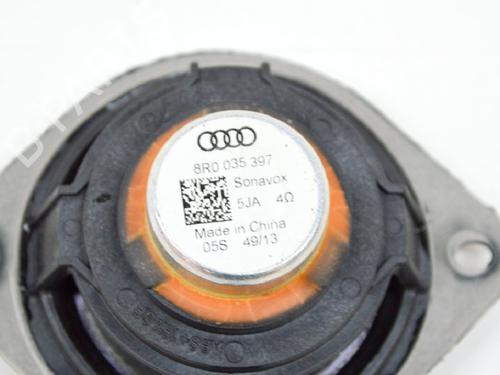 8R0 035 397
Sonavox
5JA 4Ω
Made in China
05S 49/13